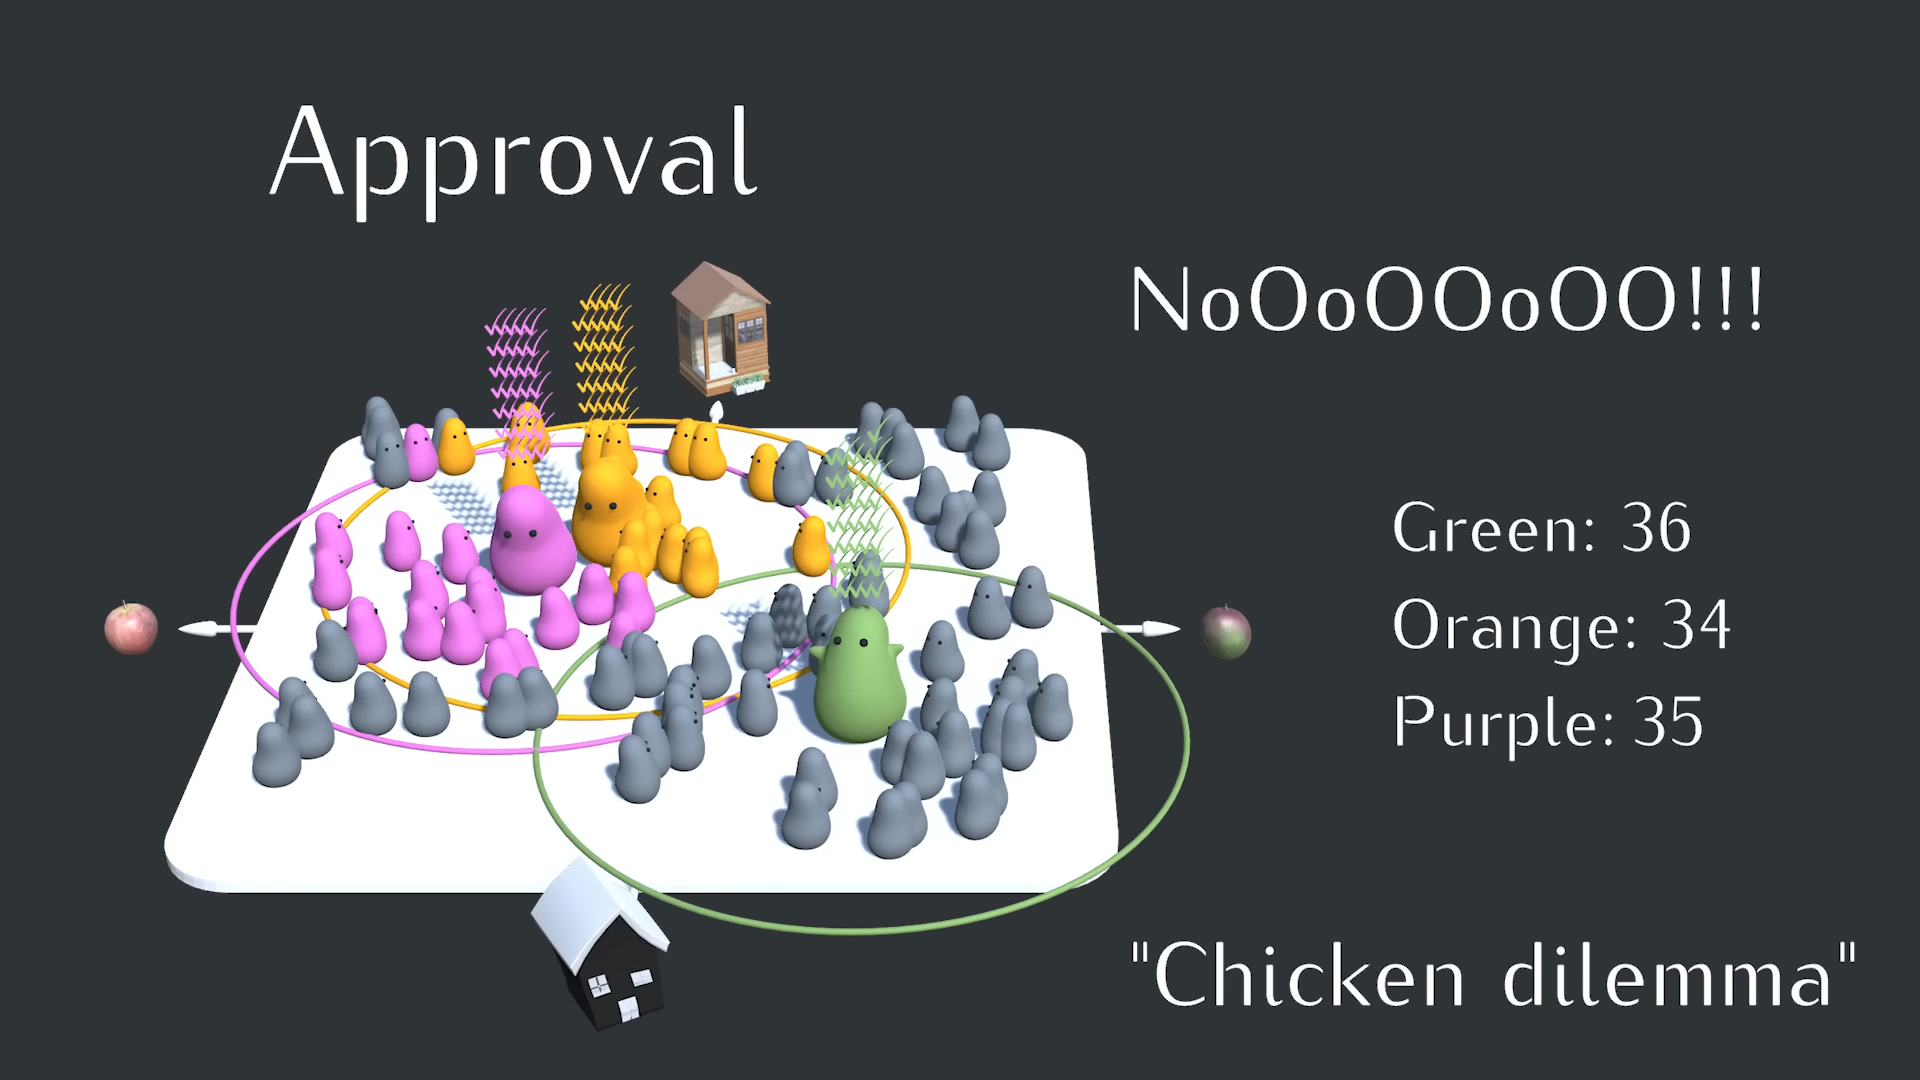 Approval
NoOoOOoOO!!!
Green: 36
Orange: 34
Purple: 35
"Chicken dilemma"